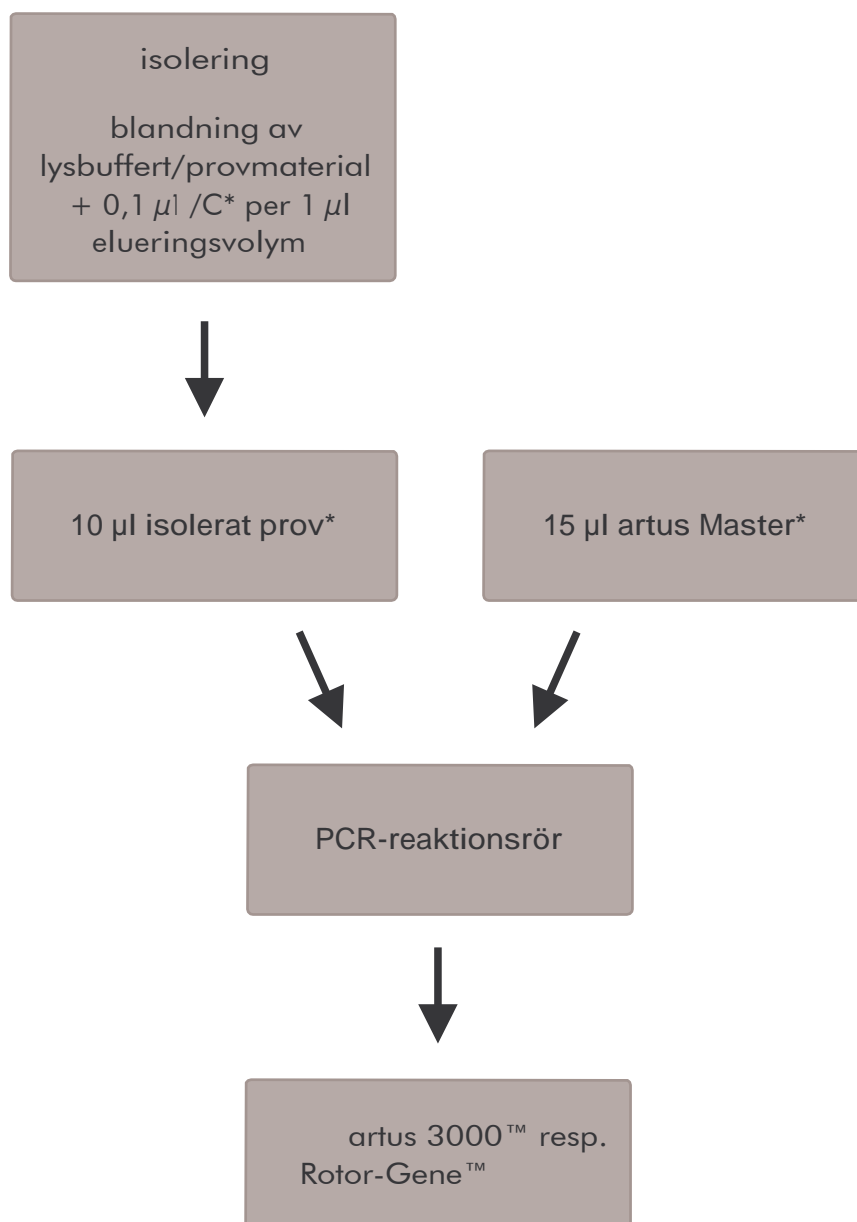 isolering
blandning av
lysbuffert/provmaterial
+ 0,1 µl /C* per 1 µl
elueringsvolym
10 µl isolerat prov*
15 µl artus Master*
PCR-reaktionsrör
artus 3000™ resp.
Rotor-Gene™